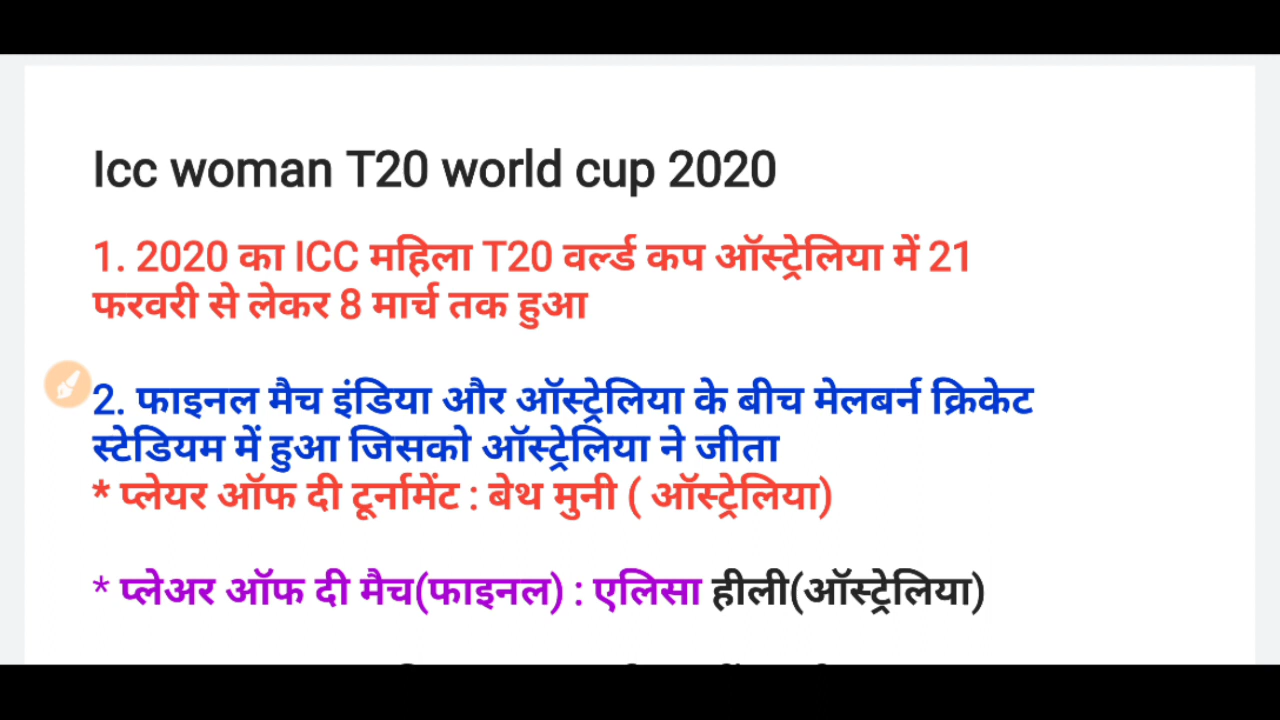 Icc woman T20 world cup 2020
1. 2020 का ICC महिला T20 वर्ल्ड कप ऑस्ट्रेलिया में 21
फरवरी से लेकर 8 मार्च तक हुआ
2. फाइनल मैच इंडिया और ऑस्ट्रेलिया के बीच मेलबर्न क्रिकेट
स्टेडियम में हुआ जिसको ऑस्ट्रेलिया ने जीता
* प्लेयर ऑफ दी टूर्नामेंट : बेथ मुनी ( ऑस्ट्रेलिया)
* प्लेअर ऑफ दी मैच(फाइनल) : एलिसा हीली(ऑस्ट्रेलिया)